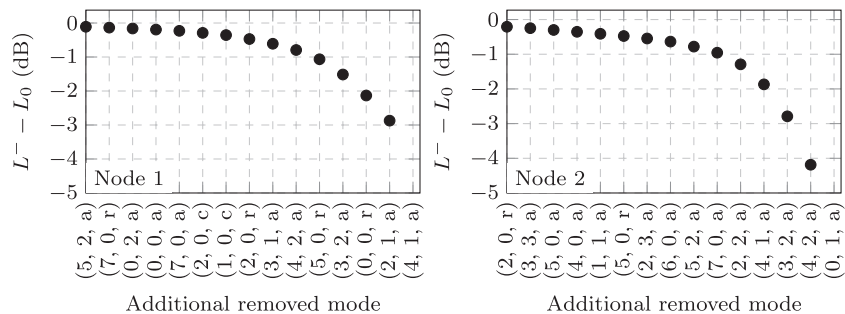 0
−1
−2
−3
−4
−5
L⁻ − L₀ (dB)
Node 1
(5, 2, a)
(7, 0, r)
(0, 2, a)
(0, 0, a)
(7, 0, a)
(2, 0, c)
(1, 0, c)
(2, 0, r)
(3, 1, a)
(4, 2, a)
(5, 0, r)
(3, 2, a)
(0, 0, r)
(2, 1, a)
(4, 1, a)
Additional removed mode
0
−1
−2
−3
−4
−5
L⁻ − L₀ (dB)
Node 2
(2, 0, r)
(3, 3, a)
(5, 0, a)
(4, 0, a)
(1, 1, a)
(5, 0, r)
(2, 3, a)
(6, 0, a)
(5, 2, a)
(7, 0, a)
(2, 2, a)
(4, 1, a)
(3, 2, a)
(4, 2, a)
(0, 1, a)
Additional removed mode